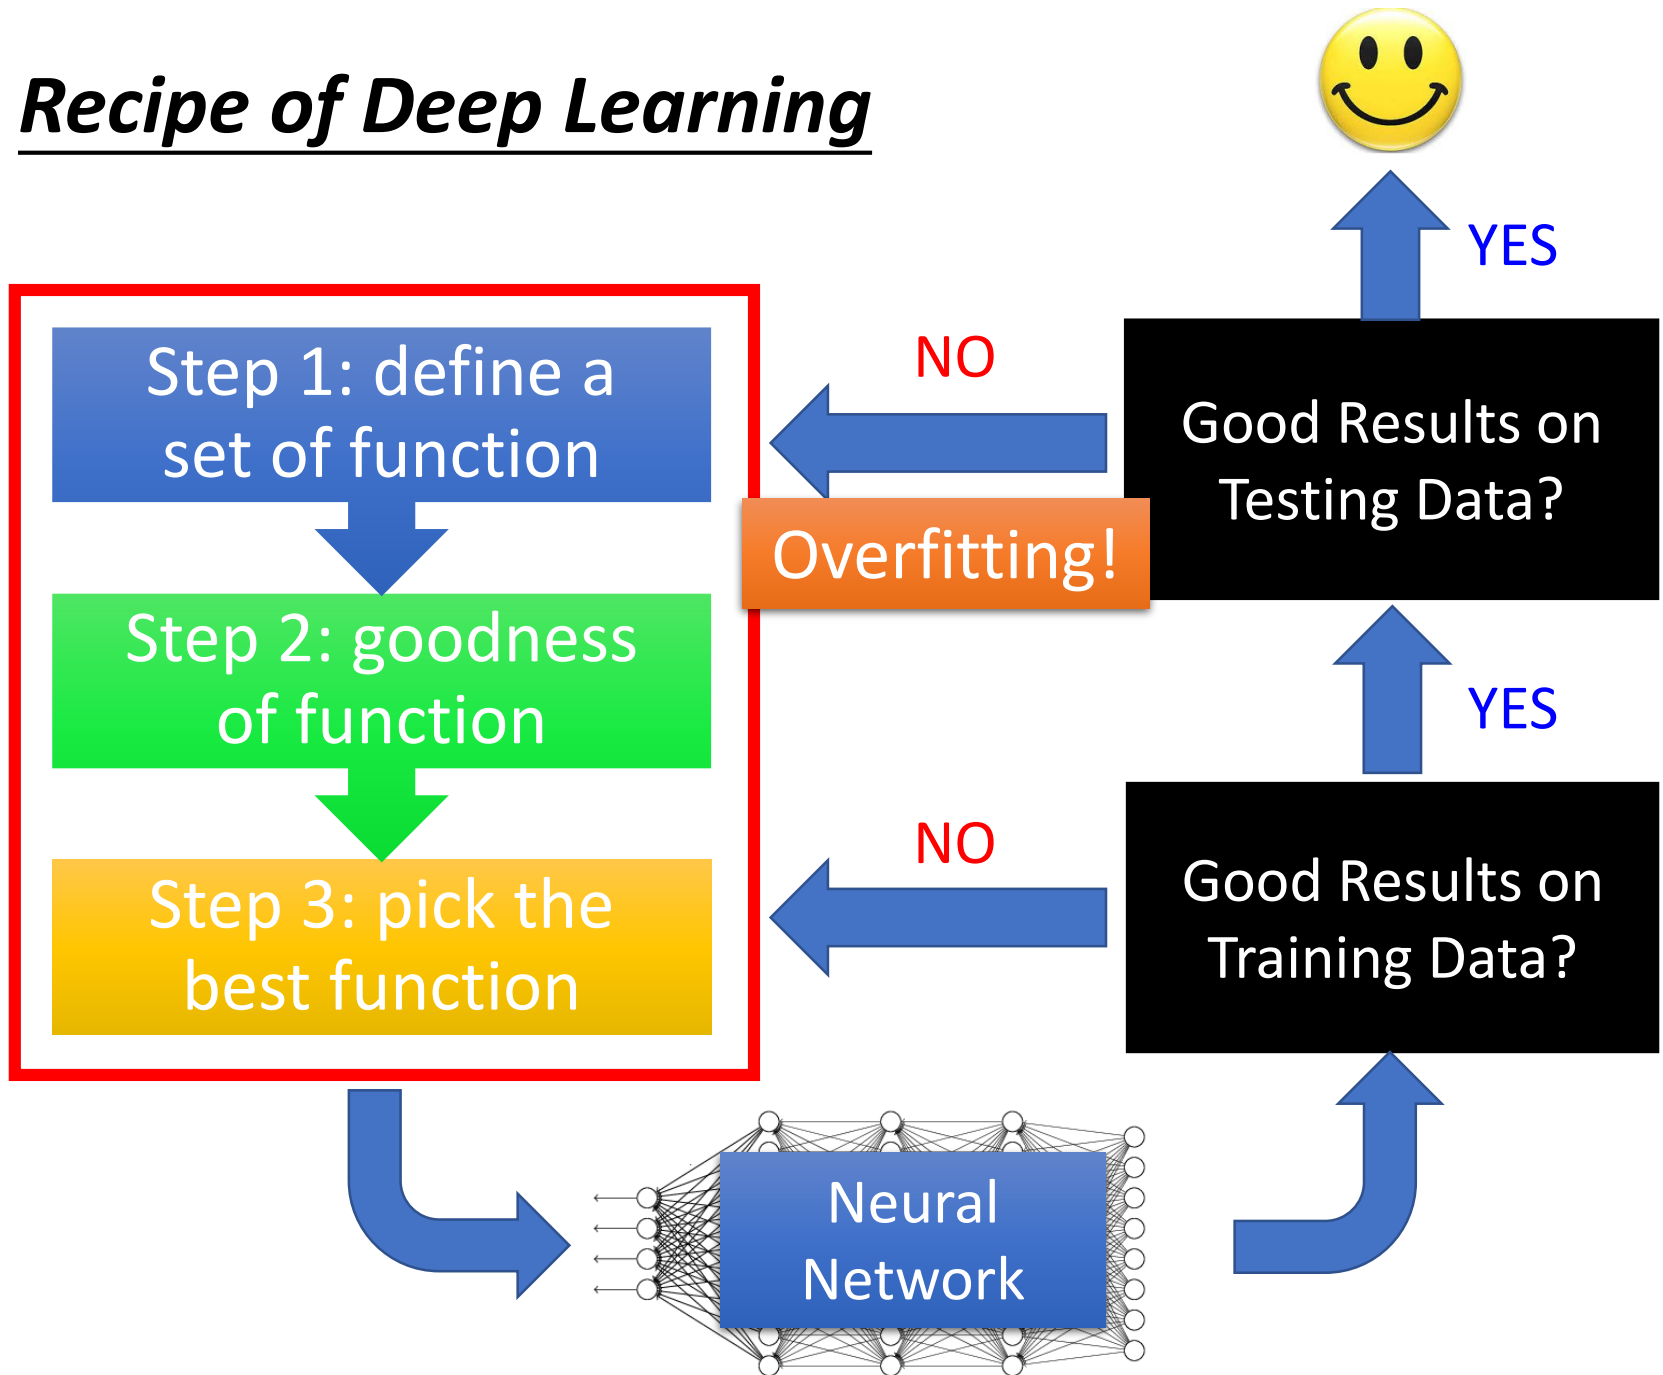 Recipe of Deep Learning
YES
NO
Step 1: define a
set of function
Good Results on
Testing Data?
Overfitting!
Step 2: goodness
of function
YES
NO
Step 3: pick the
best function
Good Results on
Training Data?
Neural
Network